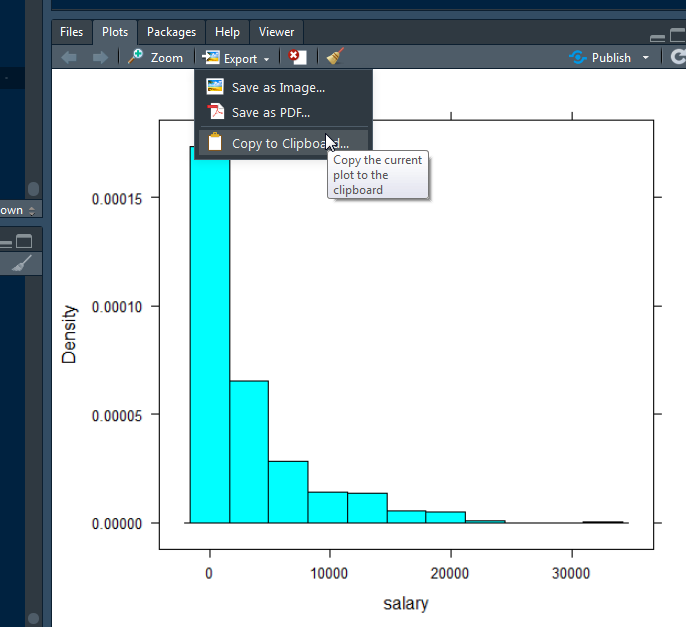 Files Plots Packages Help Viewer
Zoom Export Publish
Save as Image...
Save as PDF...
Copy to Clipboard...
Copy the current
plot to the
clipboard
own
0.00015
0.00010
0.00005
0.00000
Density
0 10000 20000 30000
salary